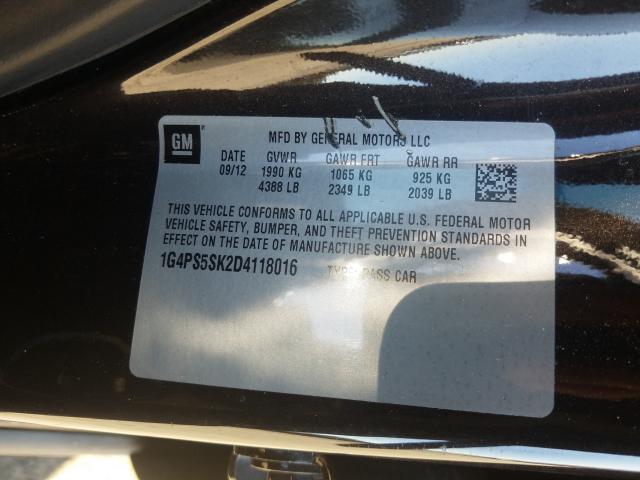 GM
MFD BY GENERAL MOTORS LLC
DATE GVWR GAWR FRT GAWR RR
09/12 1990 KG 1065 KG 925 KG
4388 LB 2349 LB 2039 LB
THIS VEHICLE CONFORMS TO ALL APPLICABLE U.S. FEDERAL MOTOR
VEHICLE SAFETY, BUMPER, AND THEFT PREVENTION STANDARDS IN
EFFECT ON THE DATE OF MANUFACTURE SHOWN ABOVE.
1G4PS5SK2D4118016 TYPE: PASS CAR